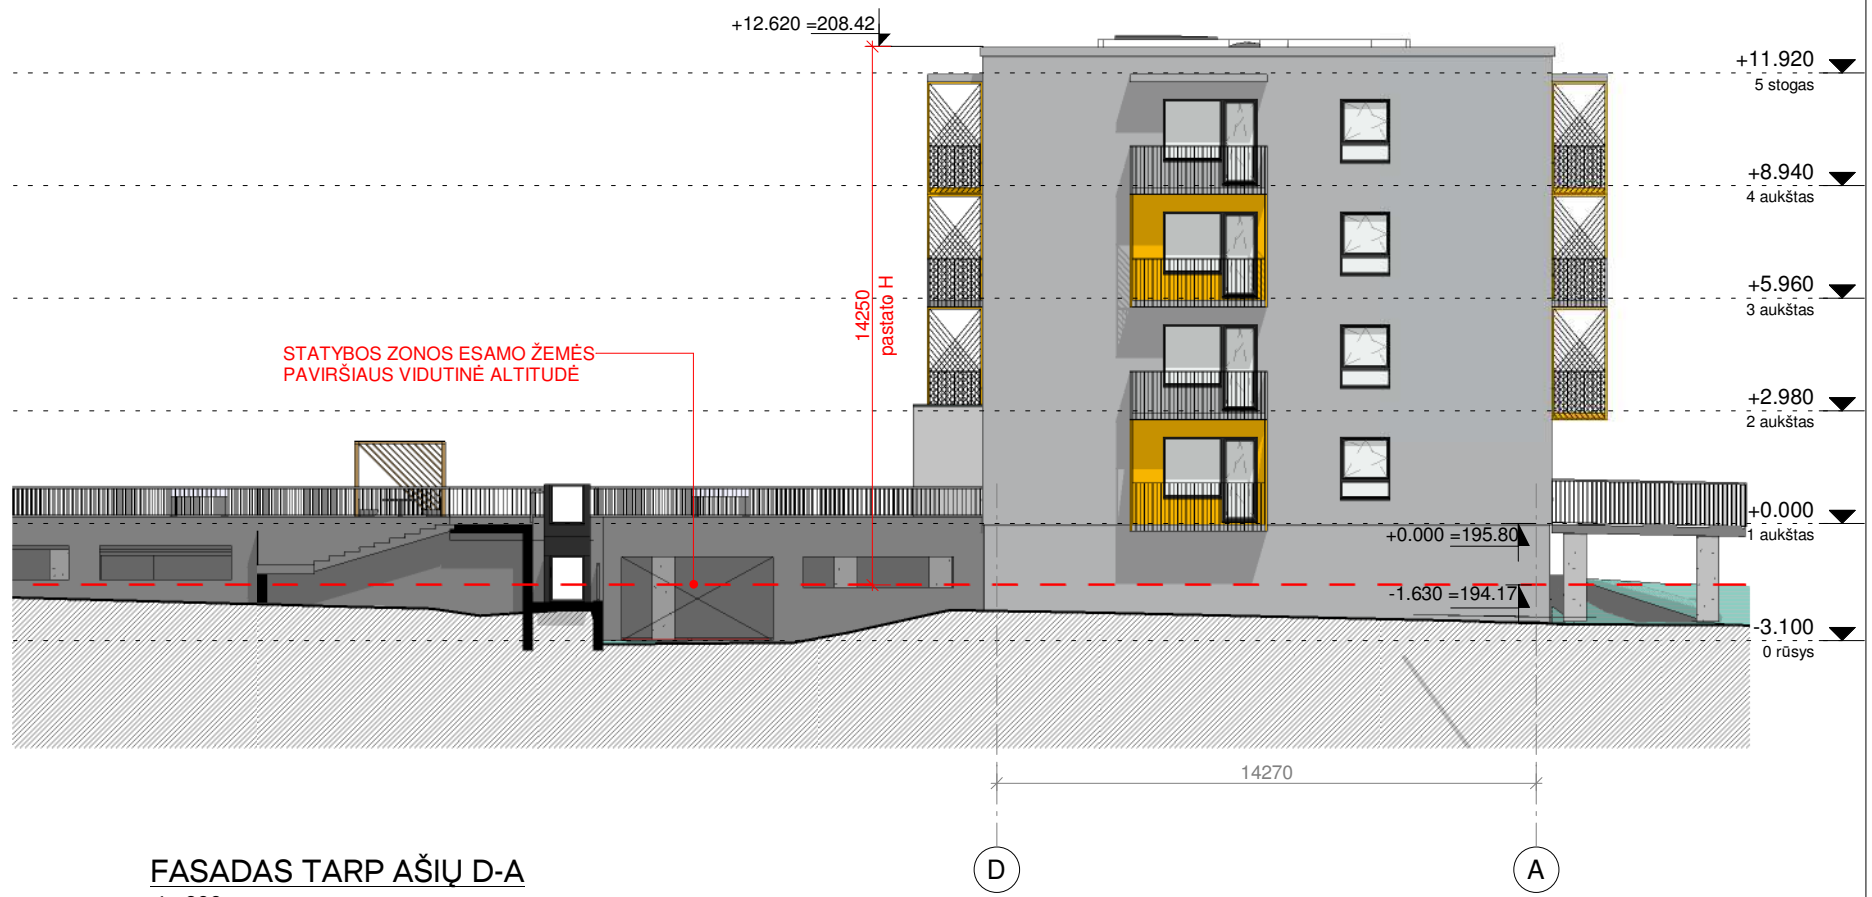 +12.620 =208.42
+11.920
5 stogas
+8.940
4 aukštas
+5.960
3 aukštas
14250
pastato H
STATYBOS ZONOS ESAMO ŽEMĖS
PAVIRŠIAUS VIDUTINĖ ALTITUDĖ
+2.980
2 aukštas
+0.000
1 aukštas
+0.000 =195.80
-1.630 =194.17
-3.100
0 rūsys
14270
D
A
FASADAS TARP AŠIŲ D-A